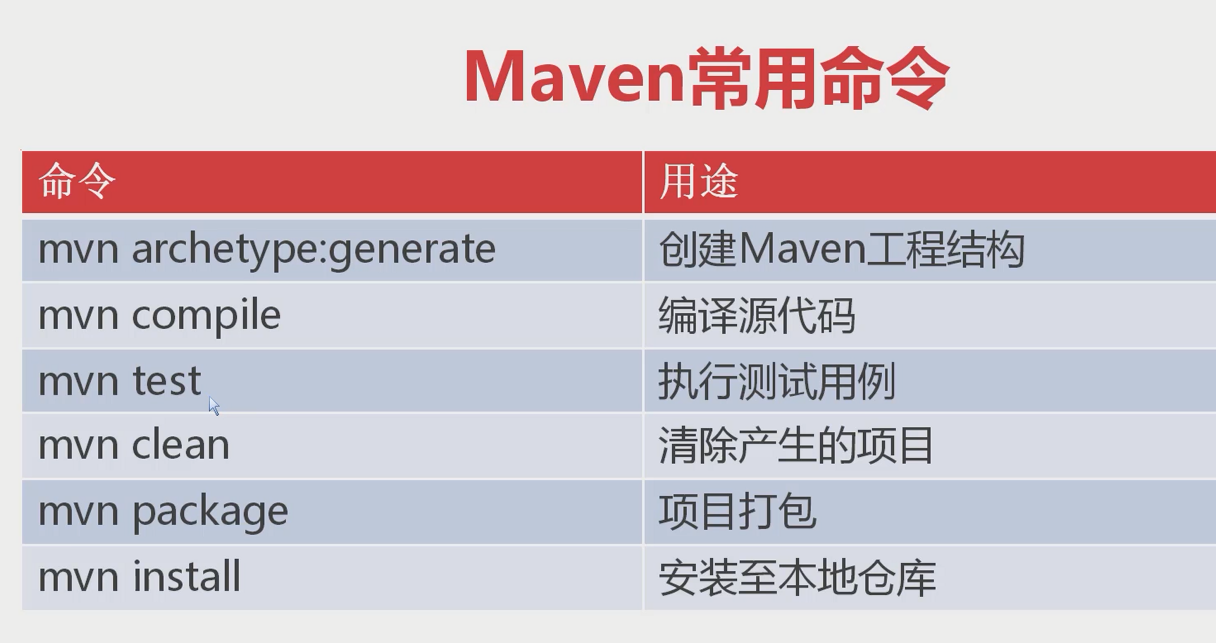 Maven常用命令
命令 用途
mvn archetype:generate 创建Maven工程结构
mvn compile 编译源代码
mvn test 执行测试用例
mvn clean 清除产生的项目
mvn package 项目打包
mvn install 安装至本地仓库